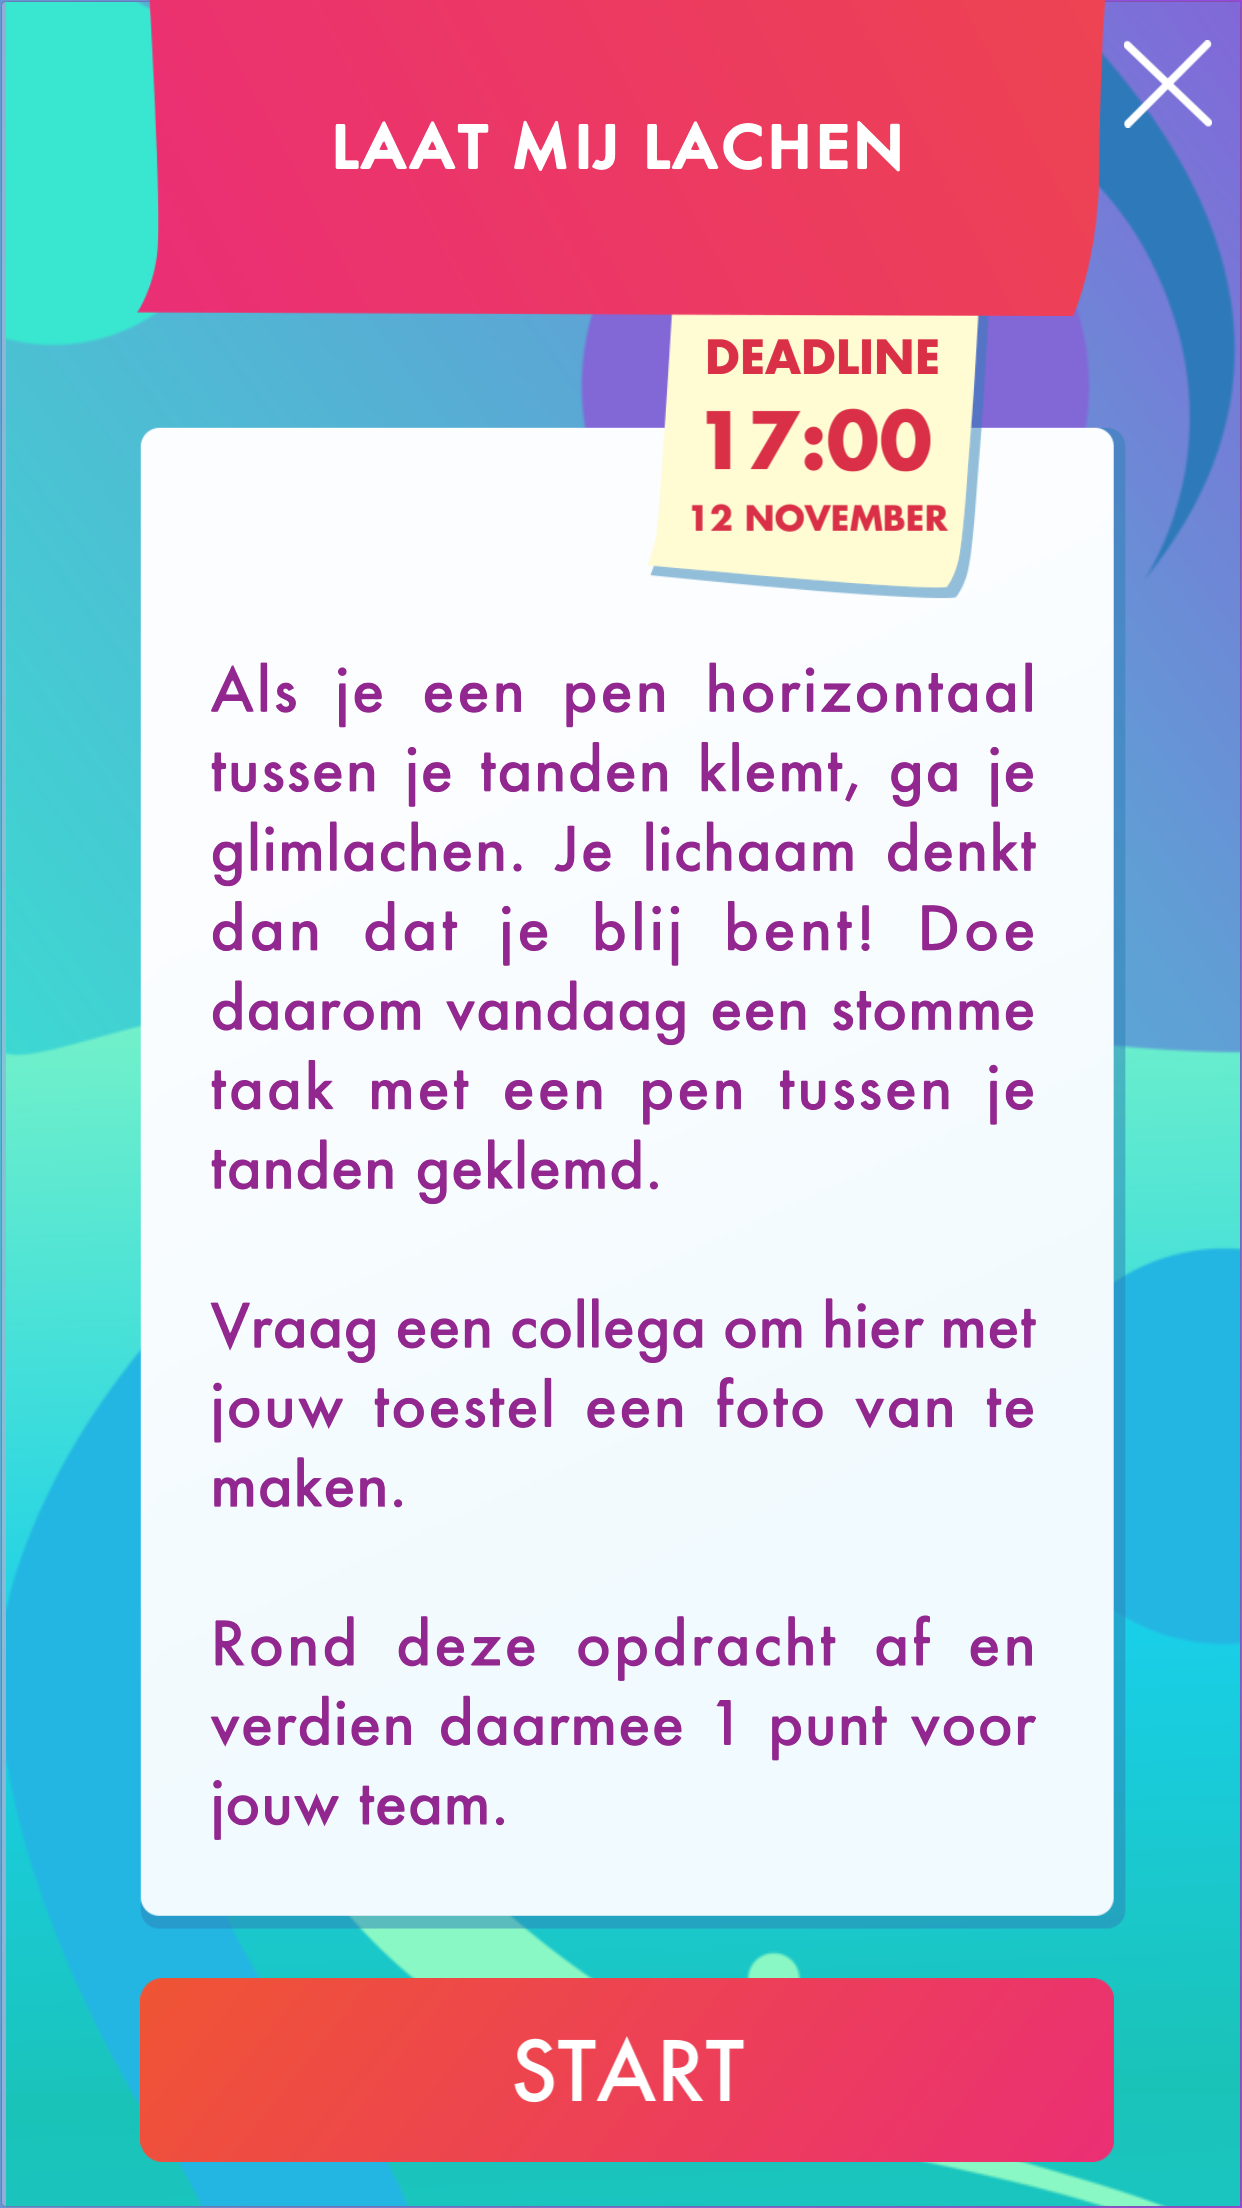 LAAT MIJ LACHEN
DEADLINE
17:00
12 NOVEMBER
Als je een pen horizontaal
tussen je tanden klemt, ga je
glimlachen. Je lichaam denkt
dan dat je blij bent! Doe
daarom vandaag een stomme
taak met een pen tussen je
tanden geklemd.
Vraag een collega om hier met
jouw toestel een foto van te
maken.
Rond deze opdracht af en
verdien daarmee 1 punt voor
jouw team.
START